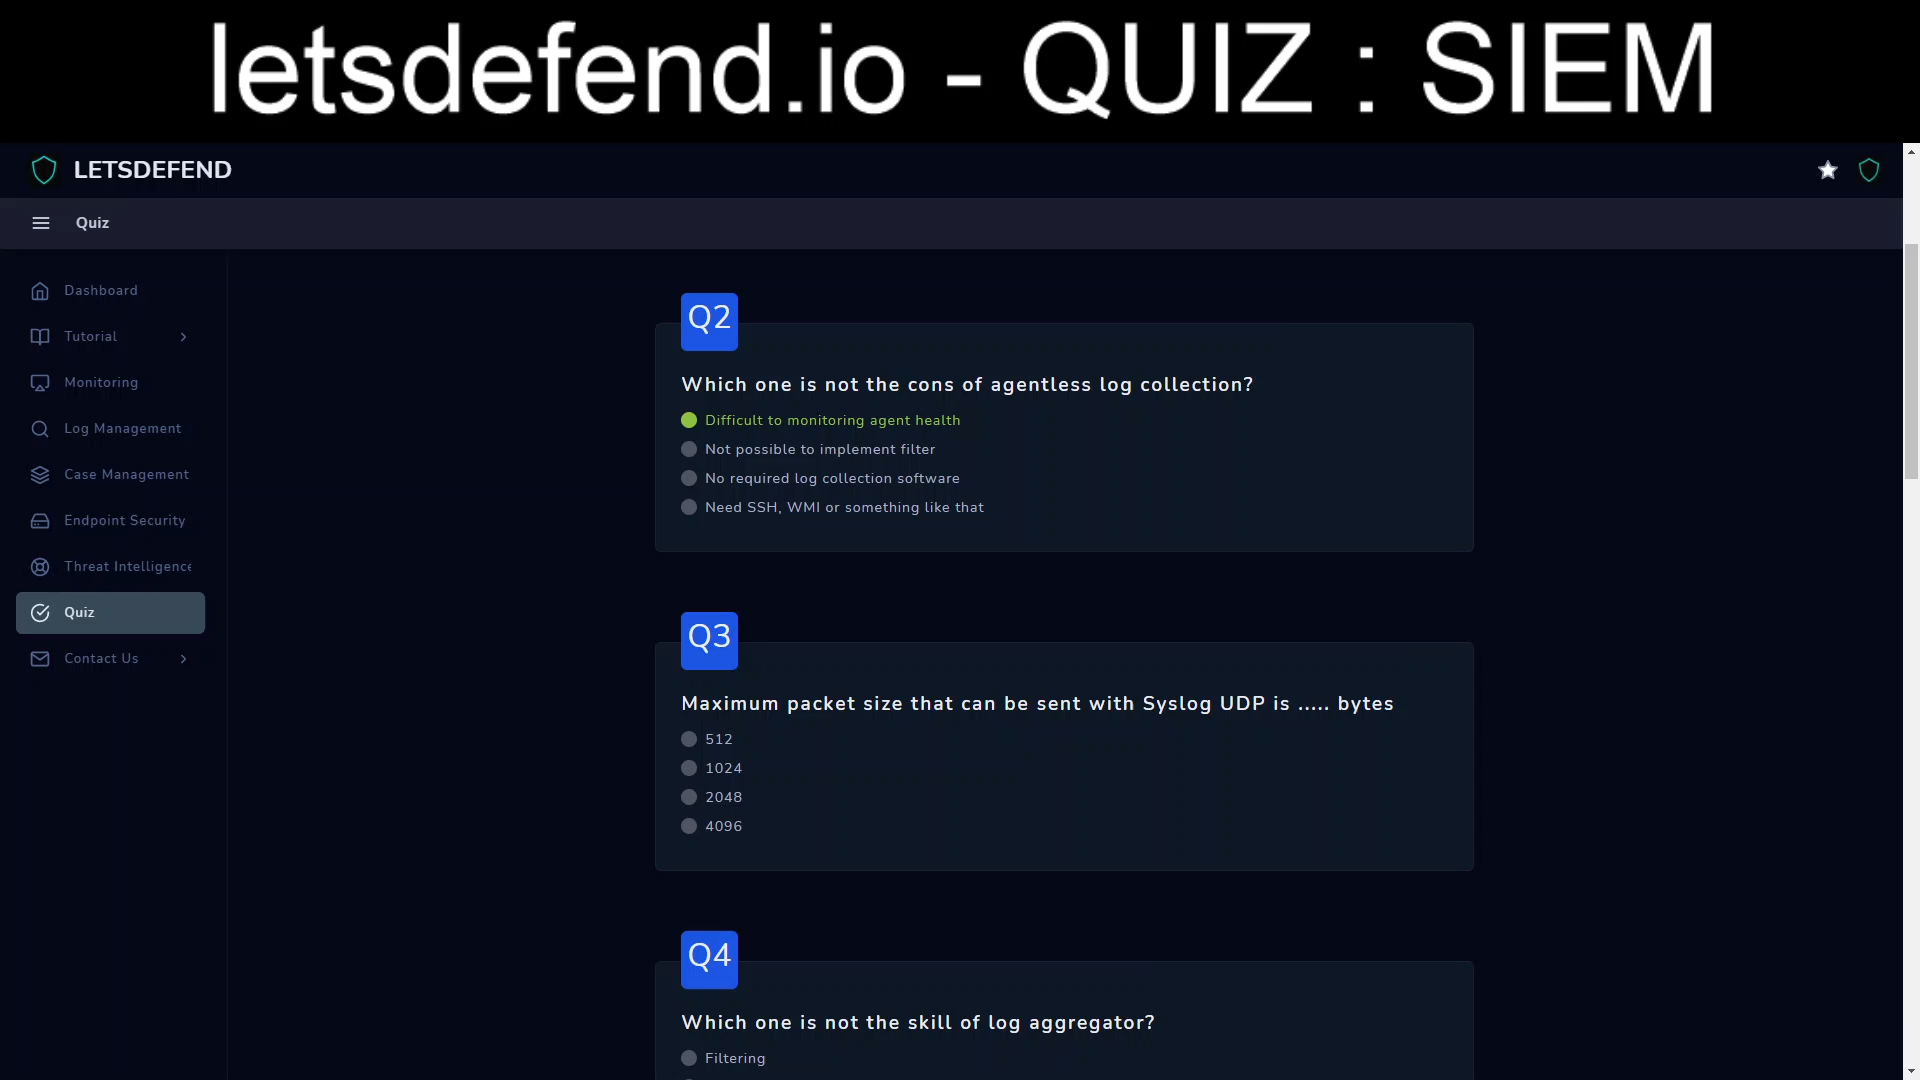 letsdefend.io - QUIZ : SIEM
LETSDEFEND
Quiz
Dashboard
Tutorial
Monitoring
Log Management
Case Management
Endpoint Security
Threat Intelligence
Quiz
Contact Us
Q2
Which one is not the cons of agentless log collection?
Difficult to monitoring agent health
Not possible to implement filter
No required log collection software
Need SSH, WMI or something like that
Q3
Maximum packet size that can be sent with Syslog UDP is ..... bytes
512
1024
2048
4096
Q4
Which one is not the skill of log aggregator?
Filtering